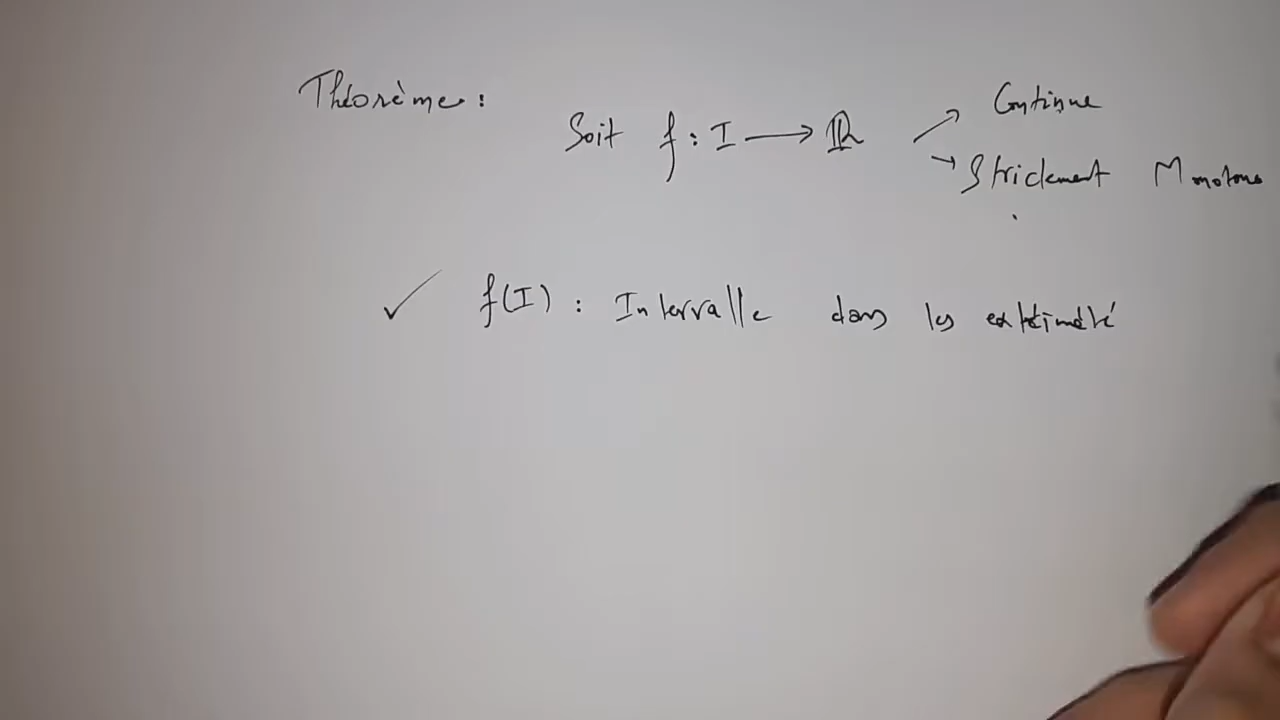 Théorème :
Soit f : I → ℝ ↗ Continue
→ Strictement Monotone
✓ f(I) : Intervalle dans les extrémité